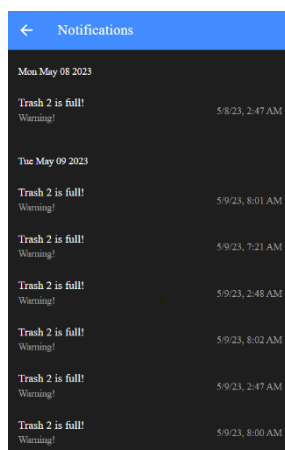 Notifications
Mon May 08 2023
Trash 2 is full!
Warning!
5/8/23, 2:47 AM
Tue May 09 2023
Trash 2 is full!
Warning!
5/9/23, 8:01 AM
Trash 2 is full!
Warning!
5/9/23, 7:21 AM
Trash 2 is full!
Warning!
5/9/23, 2:48 AM
Trash 2 is full!
Warning!
5/9/23, 8:02 AM
Trash 2 is full!
Warning!
5/9/23, 2:47 AM
Trash 2 is full!
Warning!
5/9/23, 8:00 AM